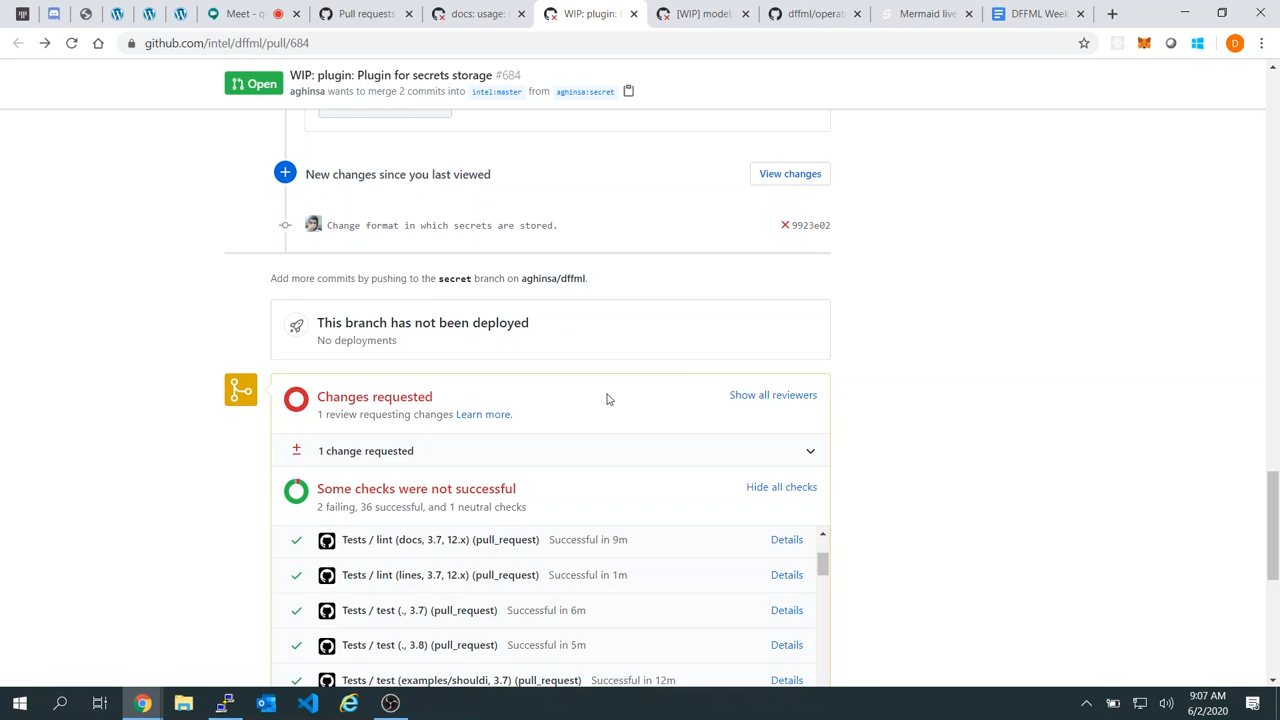 Meet - q
Pull requests
docs: usage:
WIP: plugin: F
[WIP] model
dffml/operat
Mermaid live
DFFML Week
github.com/intel/dffml/pull/684
D
Open
WIP: plugin: Plugin for secrets storage #684
aghinsa wants to merge 2 commits into intel:master from aghinsa:secret
New changes since you last viewed
View changes
Change format in which secrets are stored.
9923e02
Add more commits by pushing to the secret branch on aghinsa/dffml.
This branch has not been deployed
No deployments
Changes requested
Show all reviewers
1 review requesting changes Learn more.
1 change requested
Some checks were not successful
Hide all checks
2 failing, 36 successful, and 1 neutral checks
Tests / lint (docs, 3.7, 12.x) (pull_request) Successful in 9m Details
Tests / lint (lines, 3.7, 12.x) (pull_request) Successful in 1m Details
Tests / test (., 3.7) (pull_request) Successful in 6m Details
Tests / test (., 3.8) (pull_request) Successful in 5m Details
Tests / test (examples/shouldi, 3.7) (pull_request) Successful in 12m Details
9:07 AM
6/2/2020